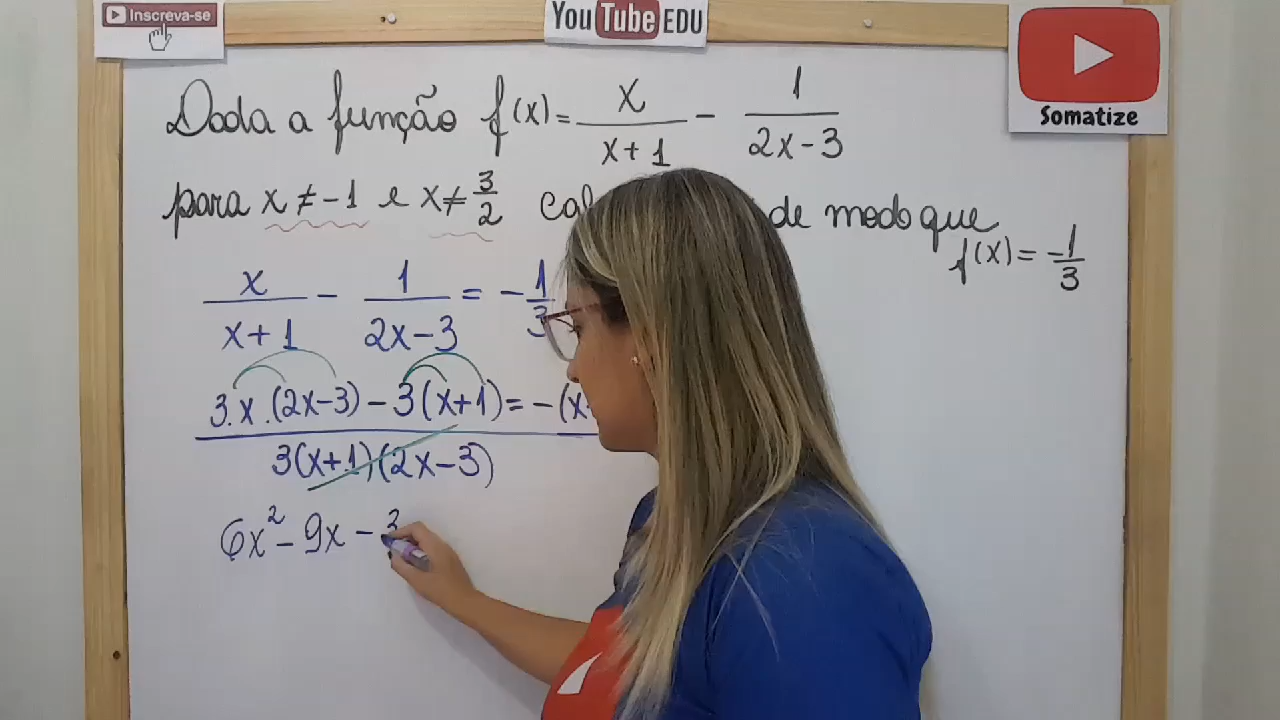 Inscreva-se
YouTube EDU
Somatize
Dada a função f(x) = x/(x+1) - 1/(2x-3)
para x ≠ -1 e x ≠ 3/2 de modo que
f(x) = -1/3
x/(x+1) - 1/(2x-3) = -1/3
3.x.(2x-3) - 3(x+1) = -(x
3(x+1)(2x-3)
6x² - 9x - 3